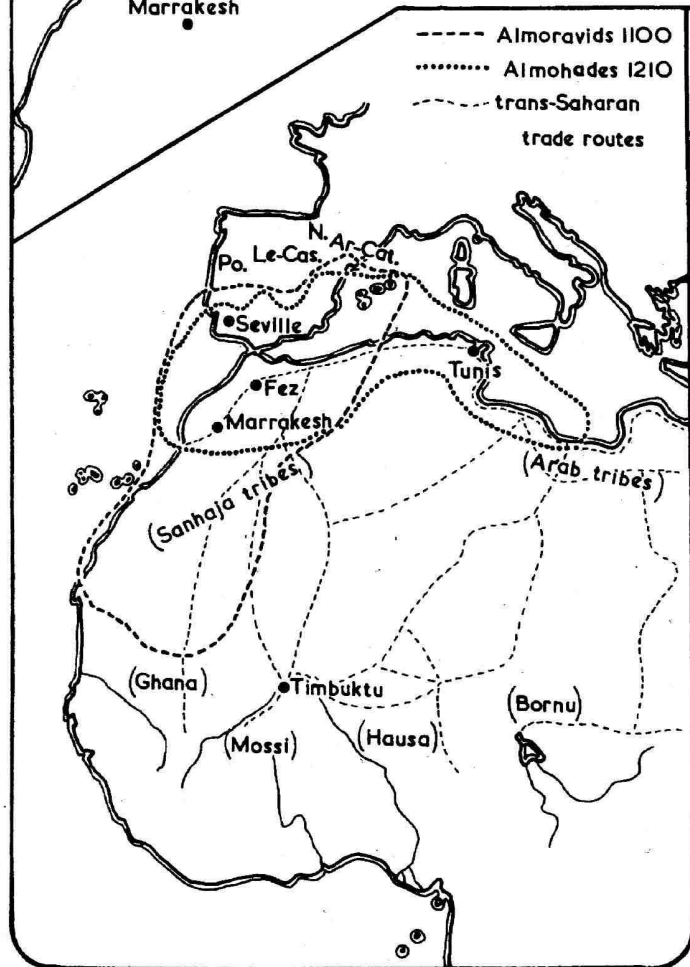 Marrakesh
Almoravids 1100
Almohades 1210
trans-Saharan
trade routes
N. Ar-Cat.
Po. Le-Cas.
Seville
Tunis
Fez
Marrakesh
(Sanhaja tribes)
(Arab tribes)
(Ghana)
Timbuktu
(Bornu)
(Mossi)
(Hausa)